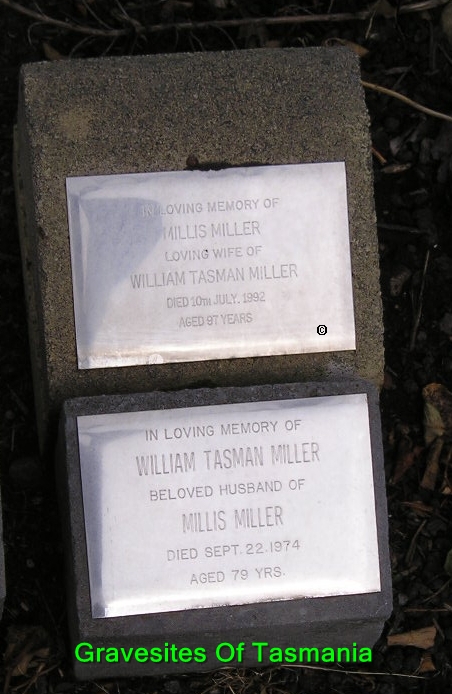 IN LOVING MEMORY OF
MILLIS MILLER
LOVING WIFE OF
WILLIAM TASMAN MILLER
DIED 10TH JULY, 1992
AGED 97 YEARS
©
IN LOVING MEMORY OF
WILLIAM TASMAN MILLER
BELOVED HUSBAND OF
MILLIS MILLER
DIED SEPT. 22.1974
AGED 79 YRS.
Gravesites Of Tasmania